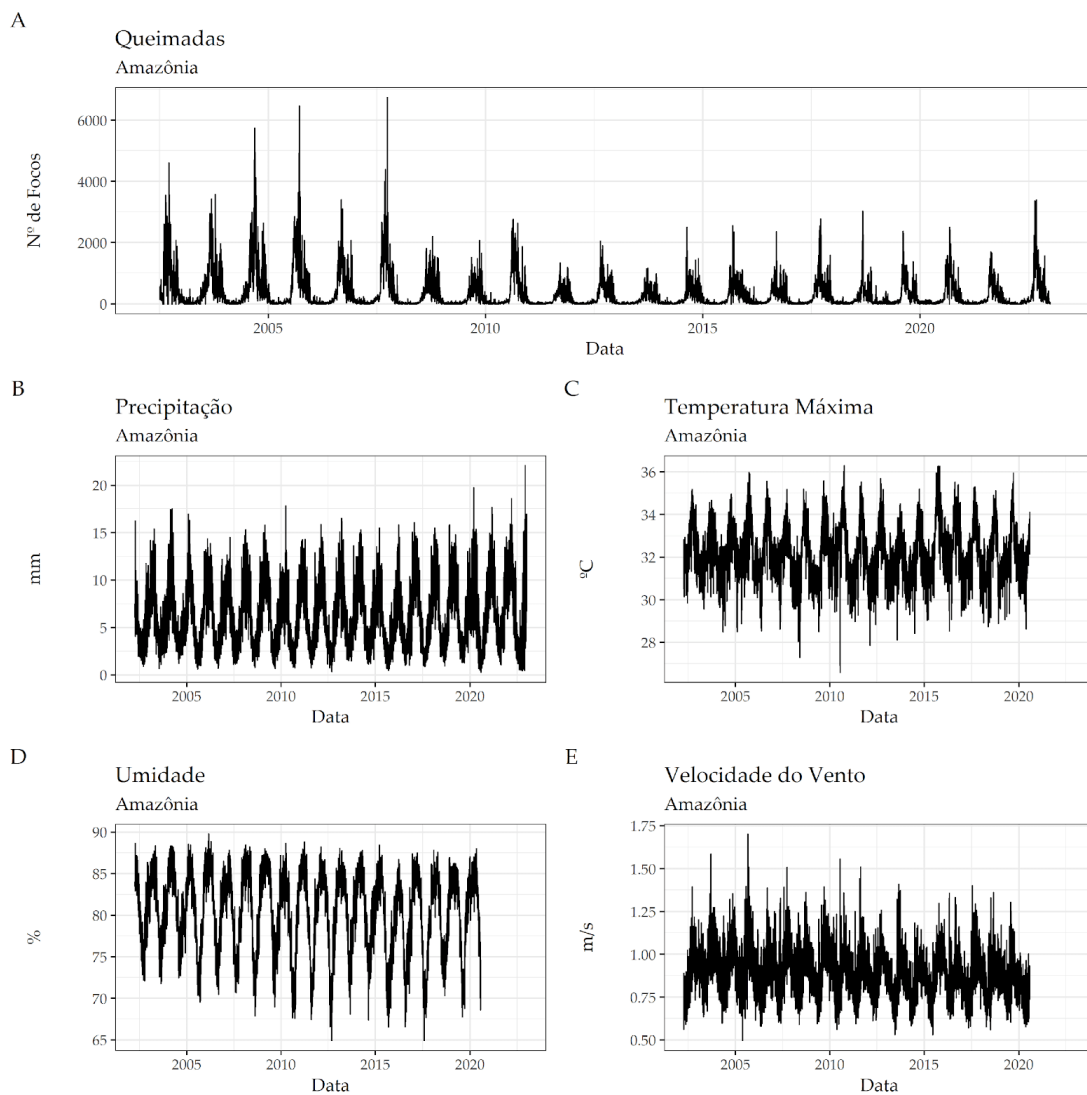 A
Queimadas
Amazônia
6000
4000
2000
0
Nº de Focos
2005
2010
2015
2020
Data
B
Precipitação
Amazônia
20
15
10
5
0
mm
2005
2010
2015
2020
Data
C
Temperatura Máxima
Amazônia
36
34
32
30
28
ºC
2005
2010
2015
2020
Data
D
Umidade
Amazônia
90
85
80
75
70
65
%
2005
2010
2015
2020
Data
E
Velocidade do Vento
Amazônia
1.75
1.50
1.25
1.00
0.75
0.50
m/s
2005
2010
2015
2020
Data